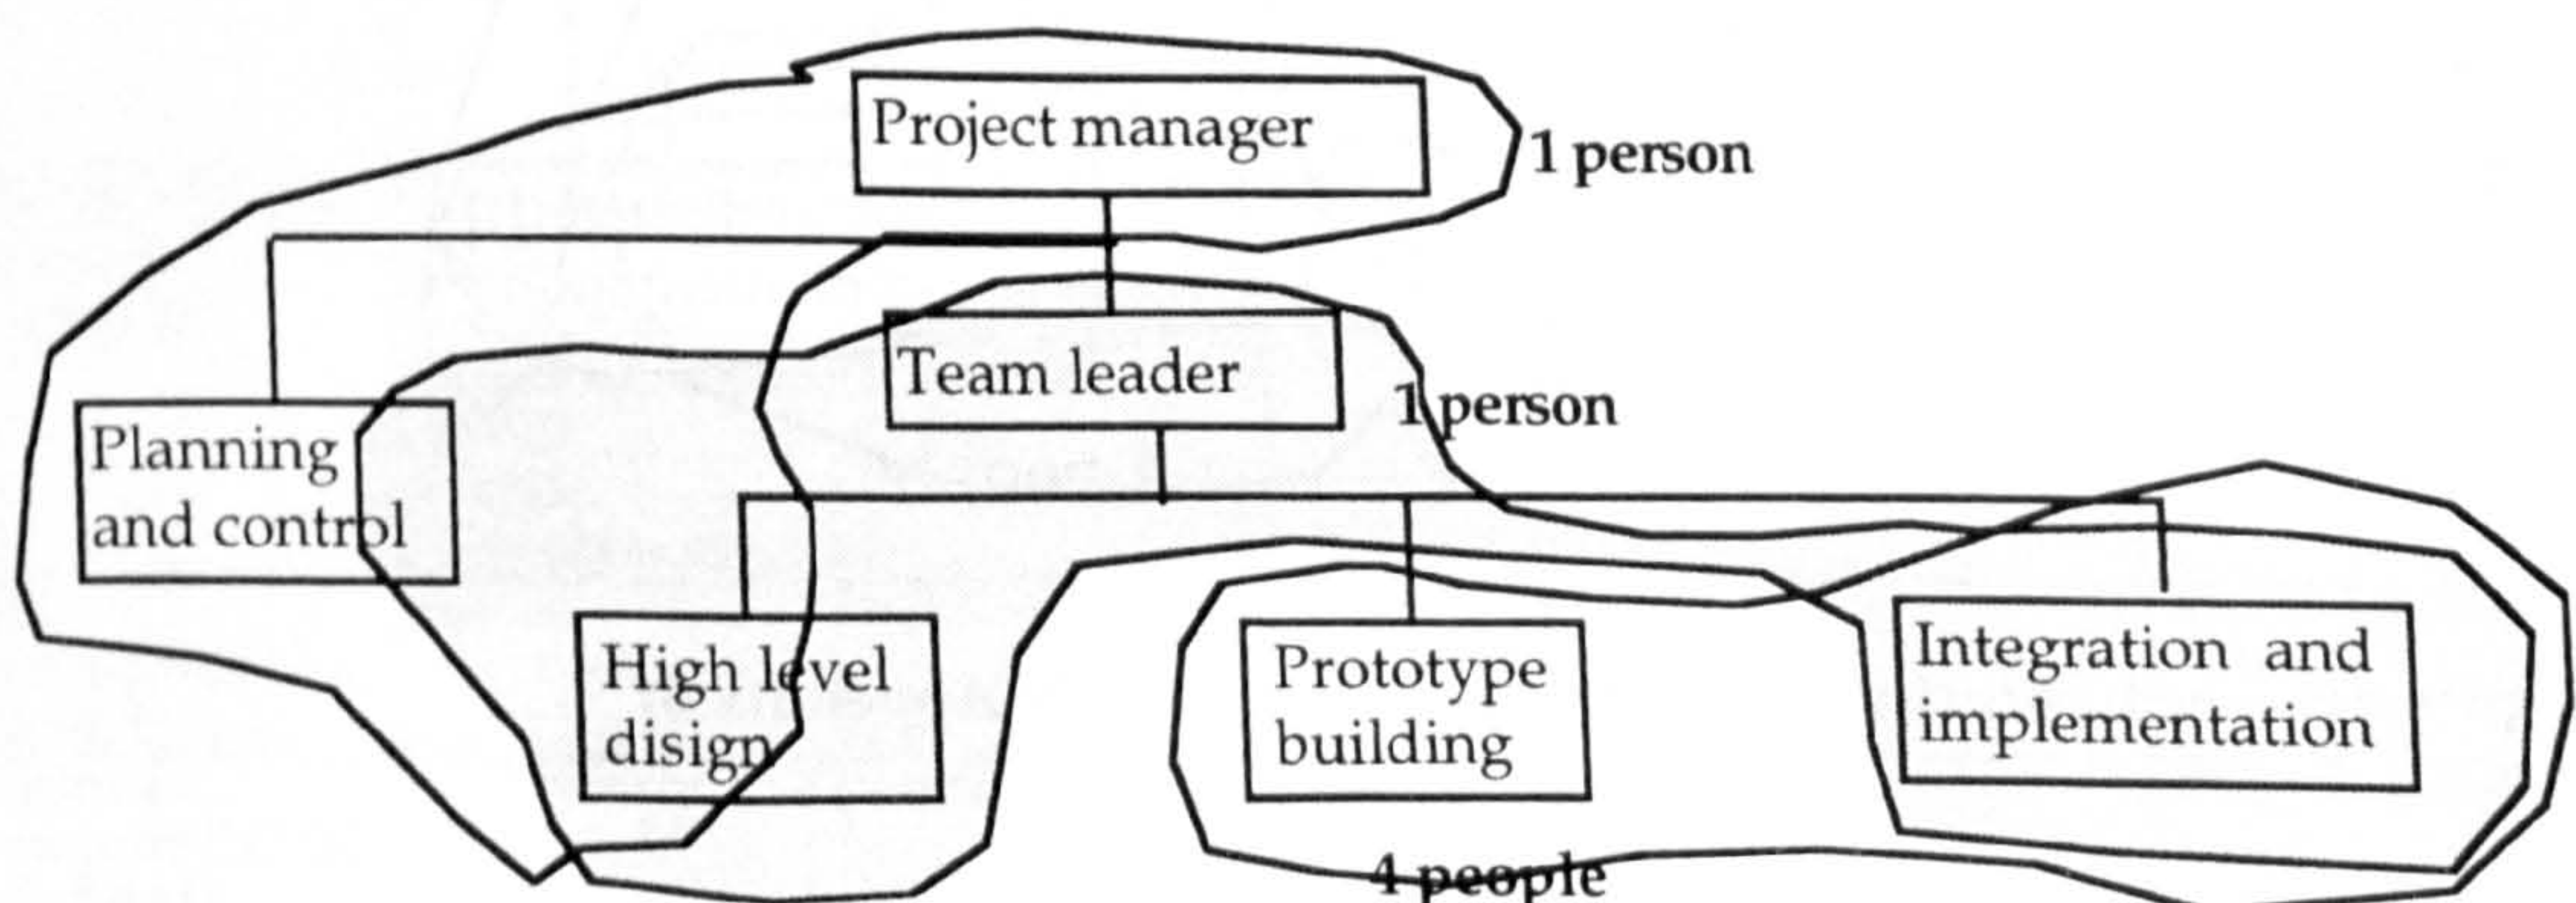 Project manager
1 person
Team leader
1 person
Planning
and control
High level
disign
Prototype
building
Integration and
implementation
4 people